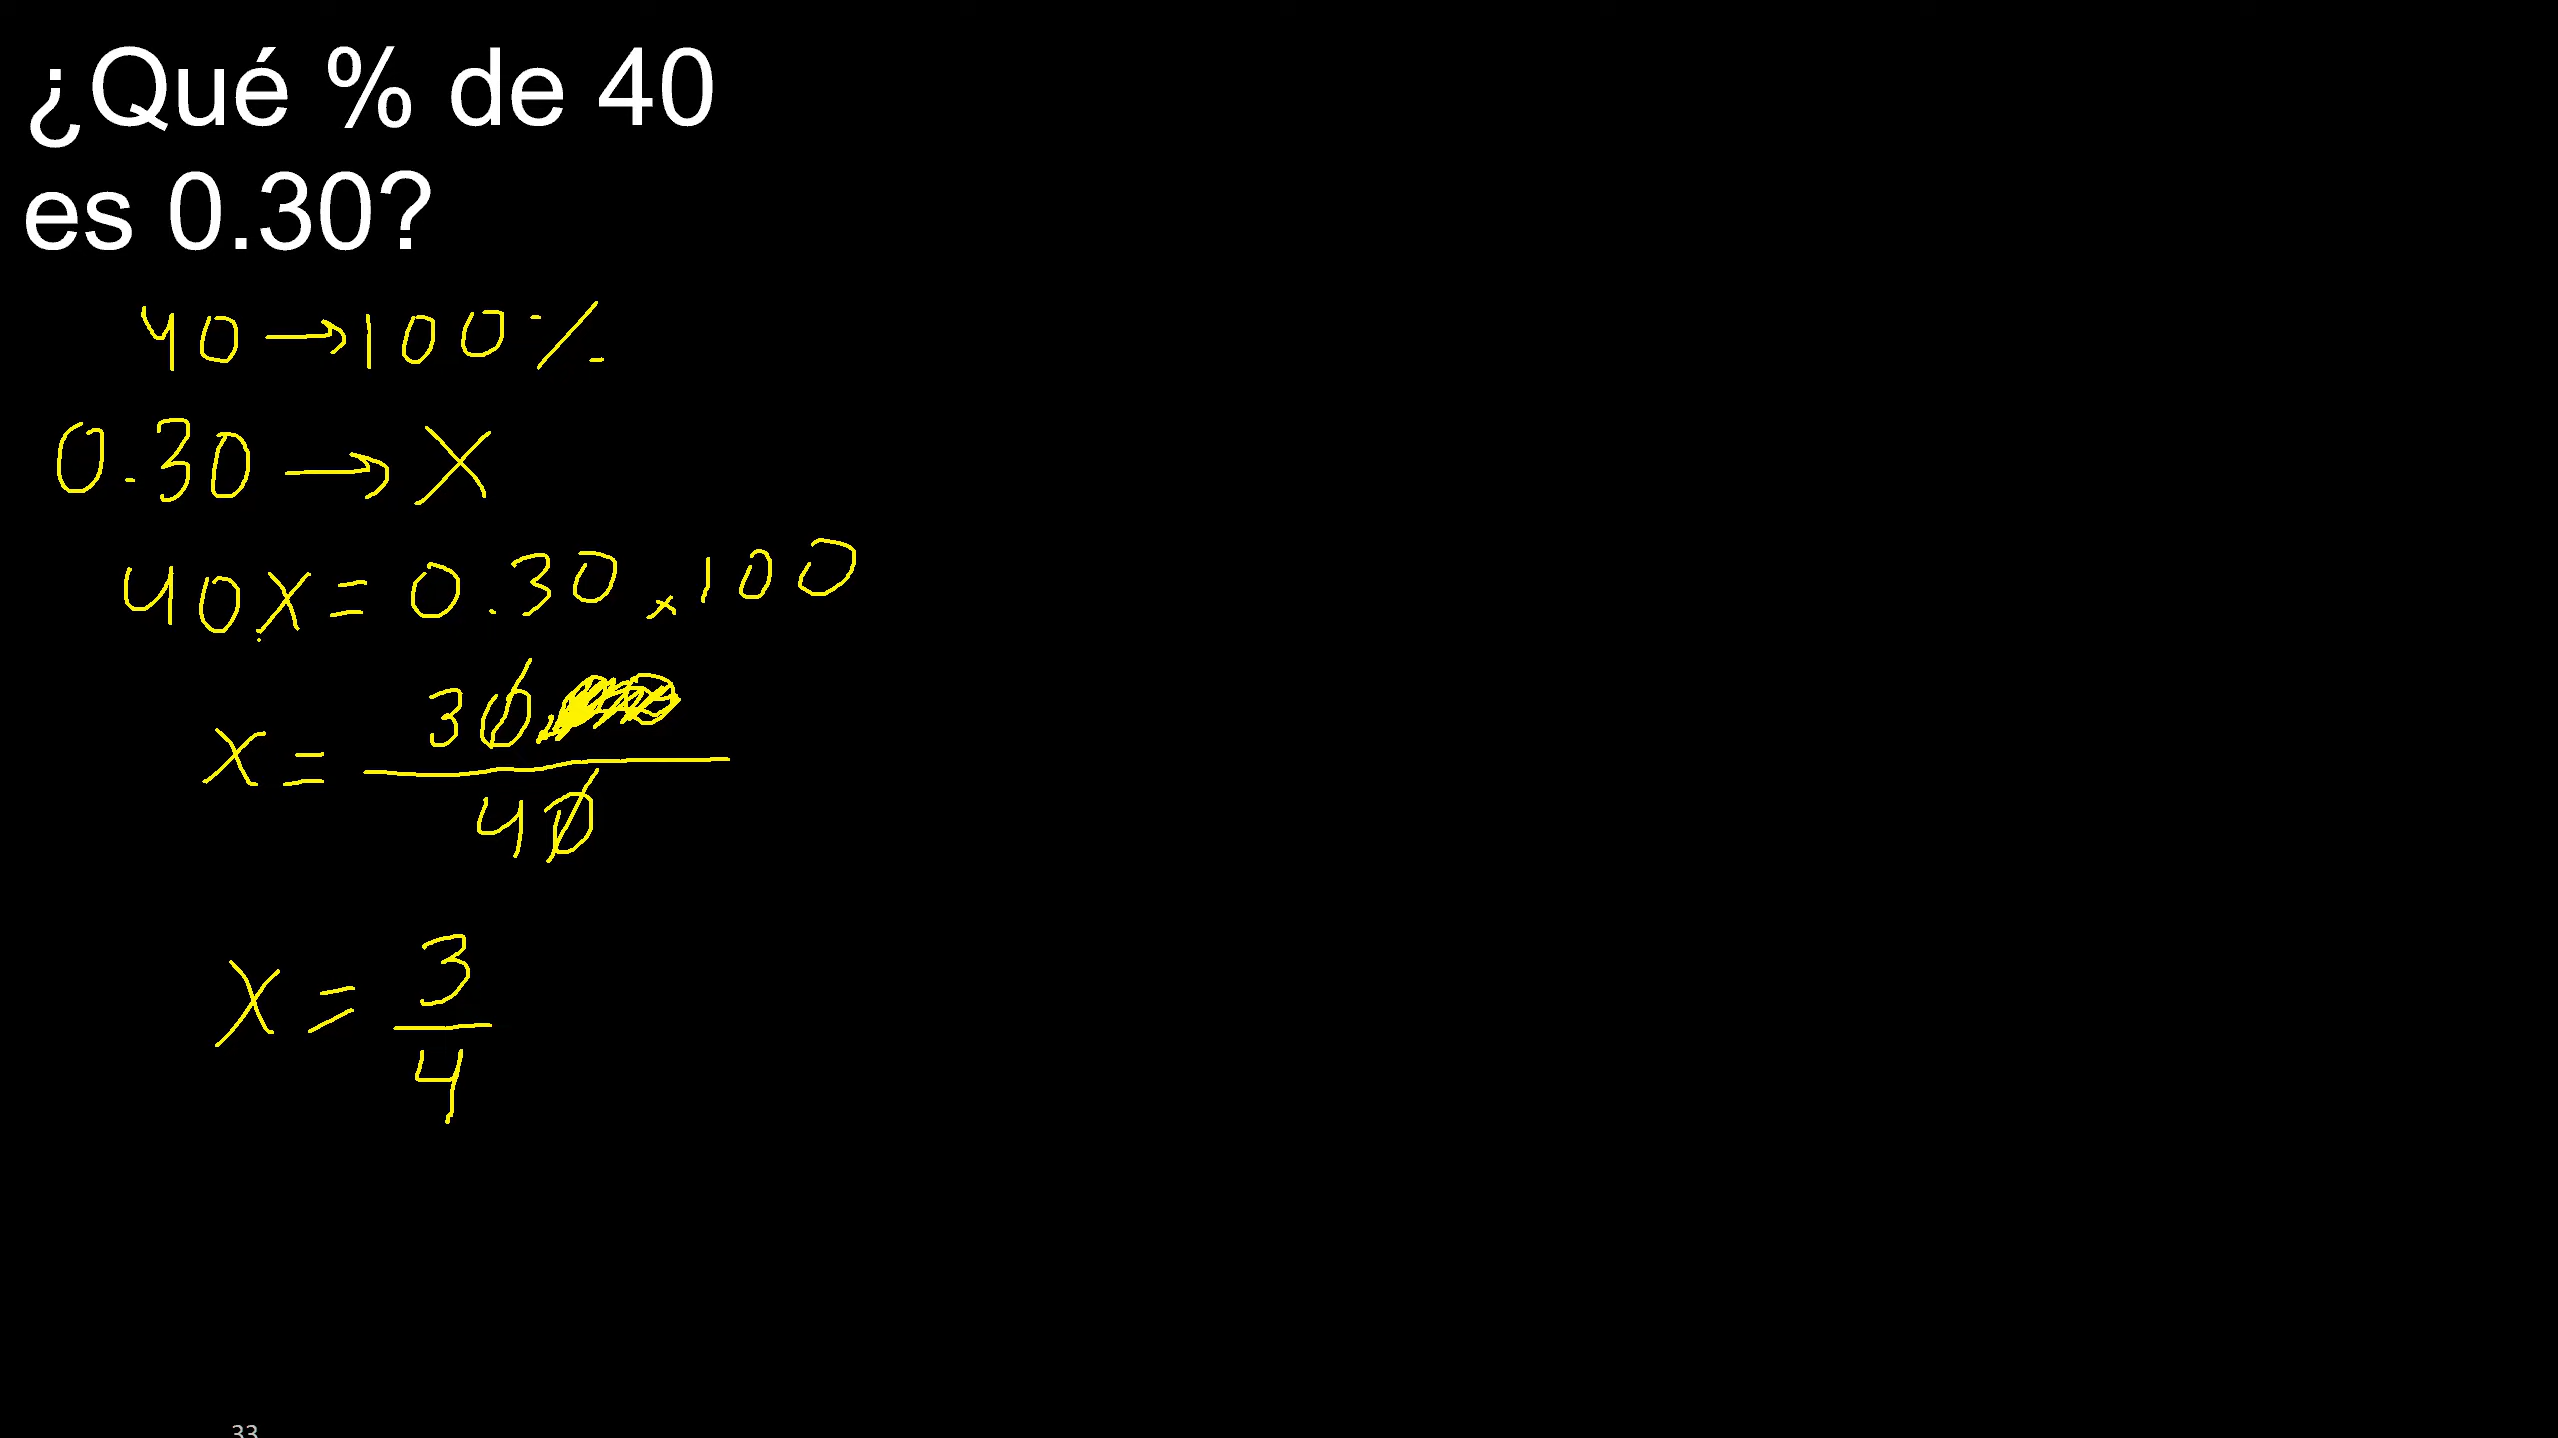 ¿Qué % de 40
es 0.30?
40 → 100%
0.30 → X
40x = 0.30 x 100
x = 30. / 40
X = 3 / 4
33